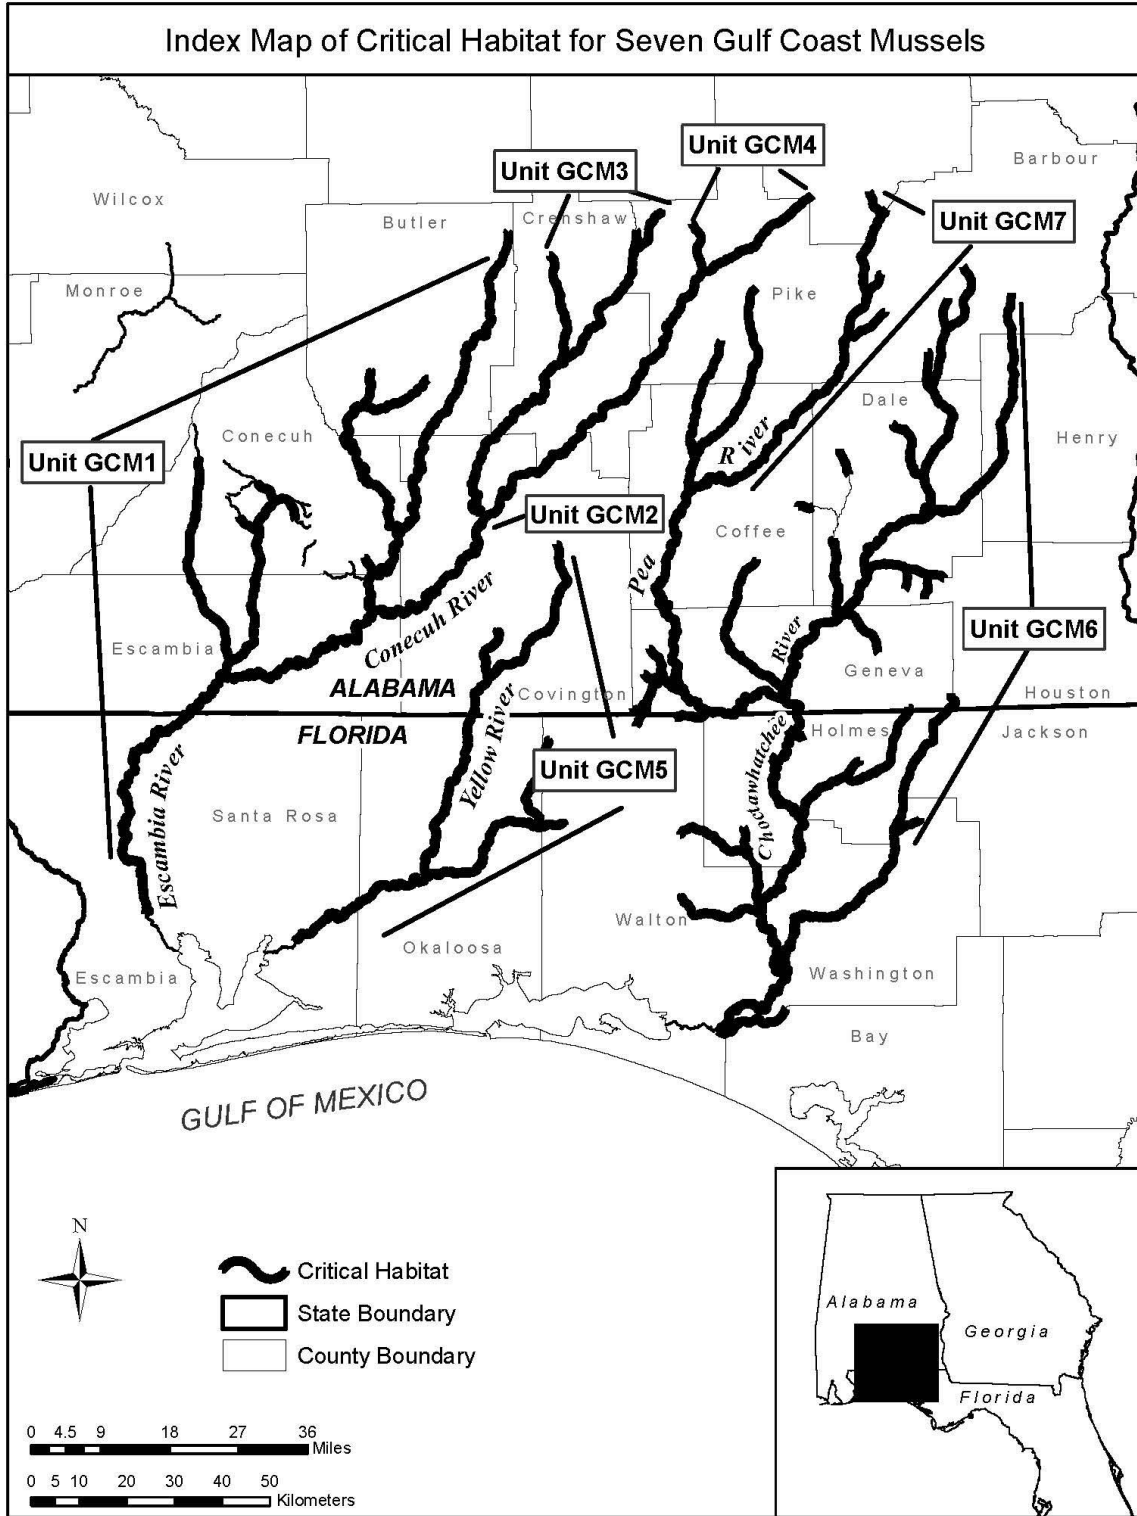 Index Map of Critical Habitat for Seven Gulf Coast Mussels
Unit GCM4
Unit GCM3
Barbour
Wilcox
Butler
Crenshaw
Unit GCM7
Monroe
Pike
Dale
Conecuh
River
Henry
Unit GCM1
Unit GCM2
Coffee
Pea
Conecuh River
Escambia
River
Unit GCM6
Geneva
ALABAMA
Covington
Houston
FLORIDA
Holmes
Jackson
Choctawhatchee
Yellow River
Unit GCM5
Escambia River
Santa Rosa
Walton
Okaloosa
Escambia
Washington
Bay
GULF OF MEXICO
N
Critical Habitat
State Boundary
County Boundary
Alabama
Georgia
Florida
0 4.5 9 18 27 36
Miles
0 5 10 20 30 40 50
Kilometers